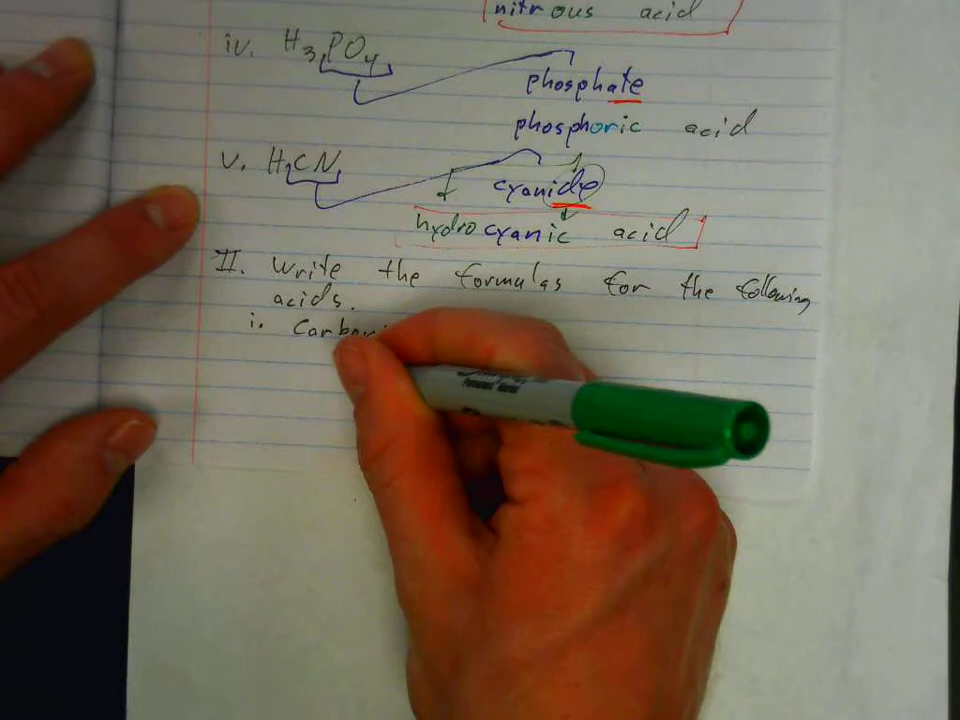 nitrous acid
iv. H₃PO₄
phosphate
phosphoric acid
v. HCN
cyanide
hydrocyanic acid
II. Write the formulas for the following
acids.
i. Carboni